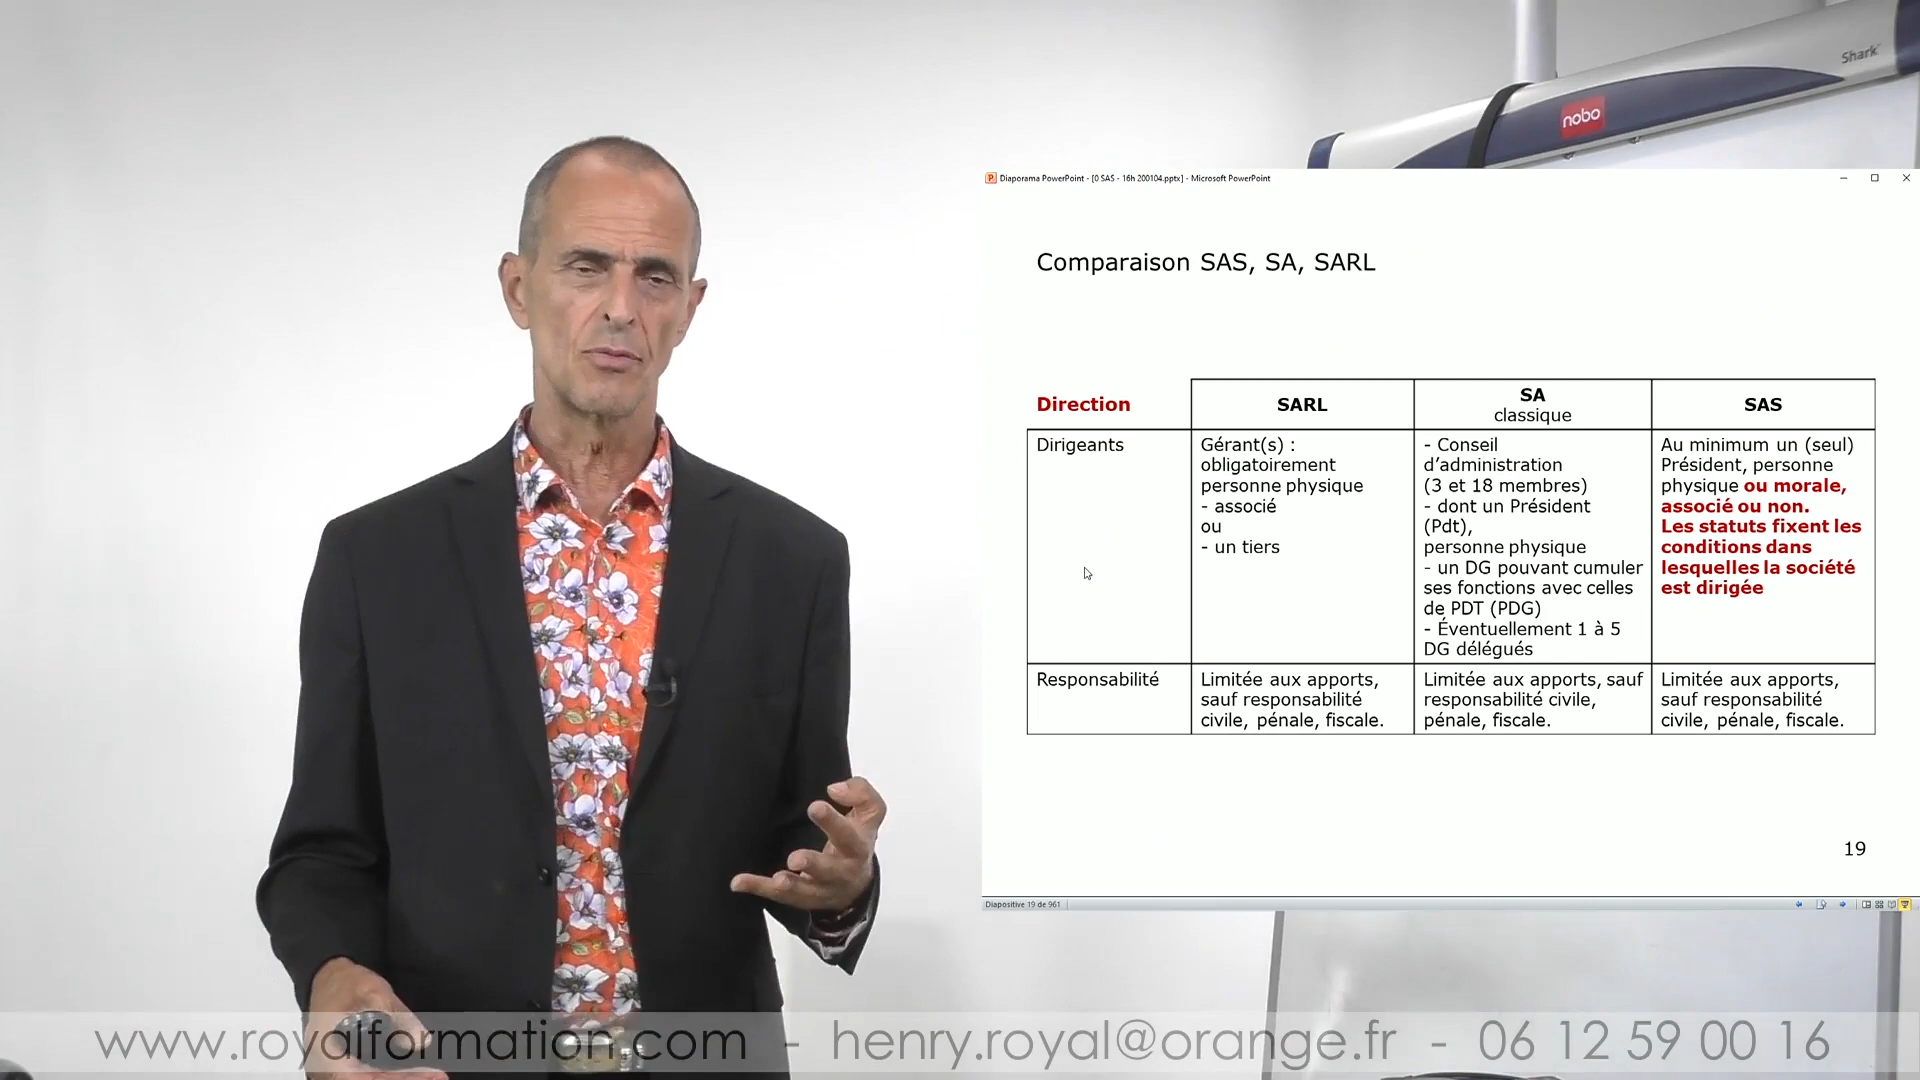 Shark
nobo
Diaporama PowerPoint - [0 SAS - 16h 200104.pptx] - Microsoft PowerPoint
Comparaison SAS, SA, SARL
Direction
SARL
SA
classique
SAS
Dirigeants
Gérant(s) :
obligatoirement
personne physique
- associé
ou
- un tiers
- Conseil
d’administration
(3 et 18 membres)
- dont un Président
(Pdt),
personne physique
- un DG pouvant cumuler
ses fonctions avec celles
de PDT (PDG)
- Éventuellement 1 à 5
DG délégués
Au minimum un (seul)
Président, personne
physique ou morale,
associé ou non.
Les statuts fixent les
conditions dans
lesquelles la société
est dirigée
Responsabilité
Limitée aux apports,
sauf responsabilité
civile, pénale, fiscale.
Limitée aux apports, sauf
responsabilité civile,
pénale, fiscale.
Limitée aux apports,
sauf responsabilité
civile, pénale, fiscale.
19
Diapositive 19 de 961
www.royalformation.com - henry.royal@orange.fr - 06 12 59 00 16